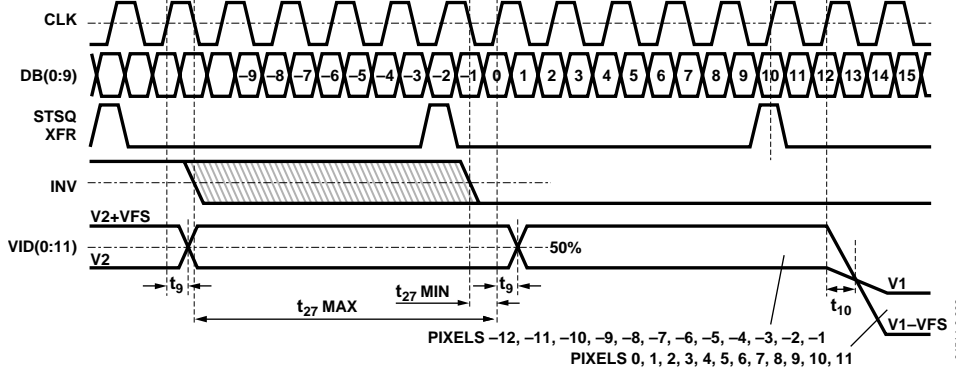 CLK
DB(0:9) –9 –8 –7 –6 –5 –4 –3 –2 –1 0 1 2 3 4 5 6 7 8 9 10 11 12 13 14 15
STSQ
XFR
INV
V2+VFS
VID(0:11) 50%
V2
t9 t27 MIN t9 V1
t27 MAX t10
V1–VFS
PIXELS –12, –11, –10, –9, –8, –7, –6, –5, –4, –3, –2, –1
PIXELS 0, 1, 2, 3, 4, 5, 6, 7, 8, 9, 10, 11